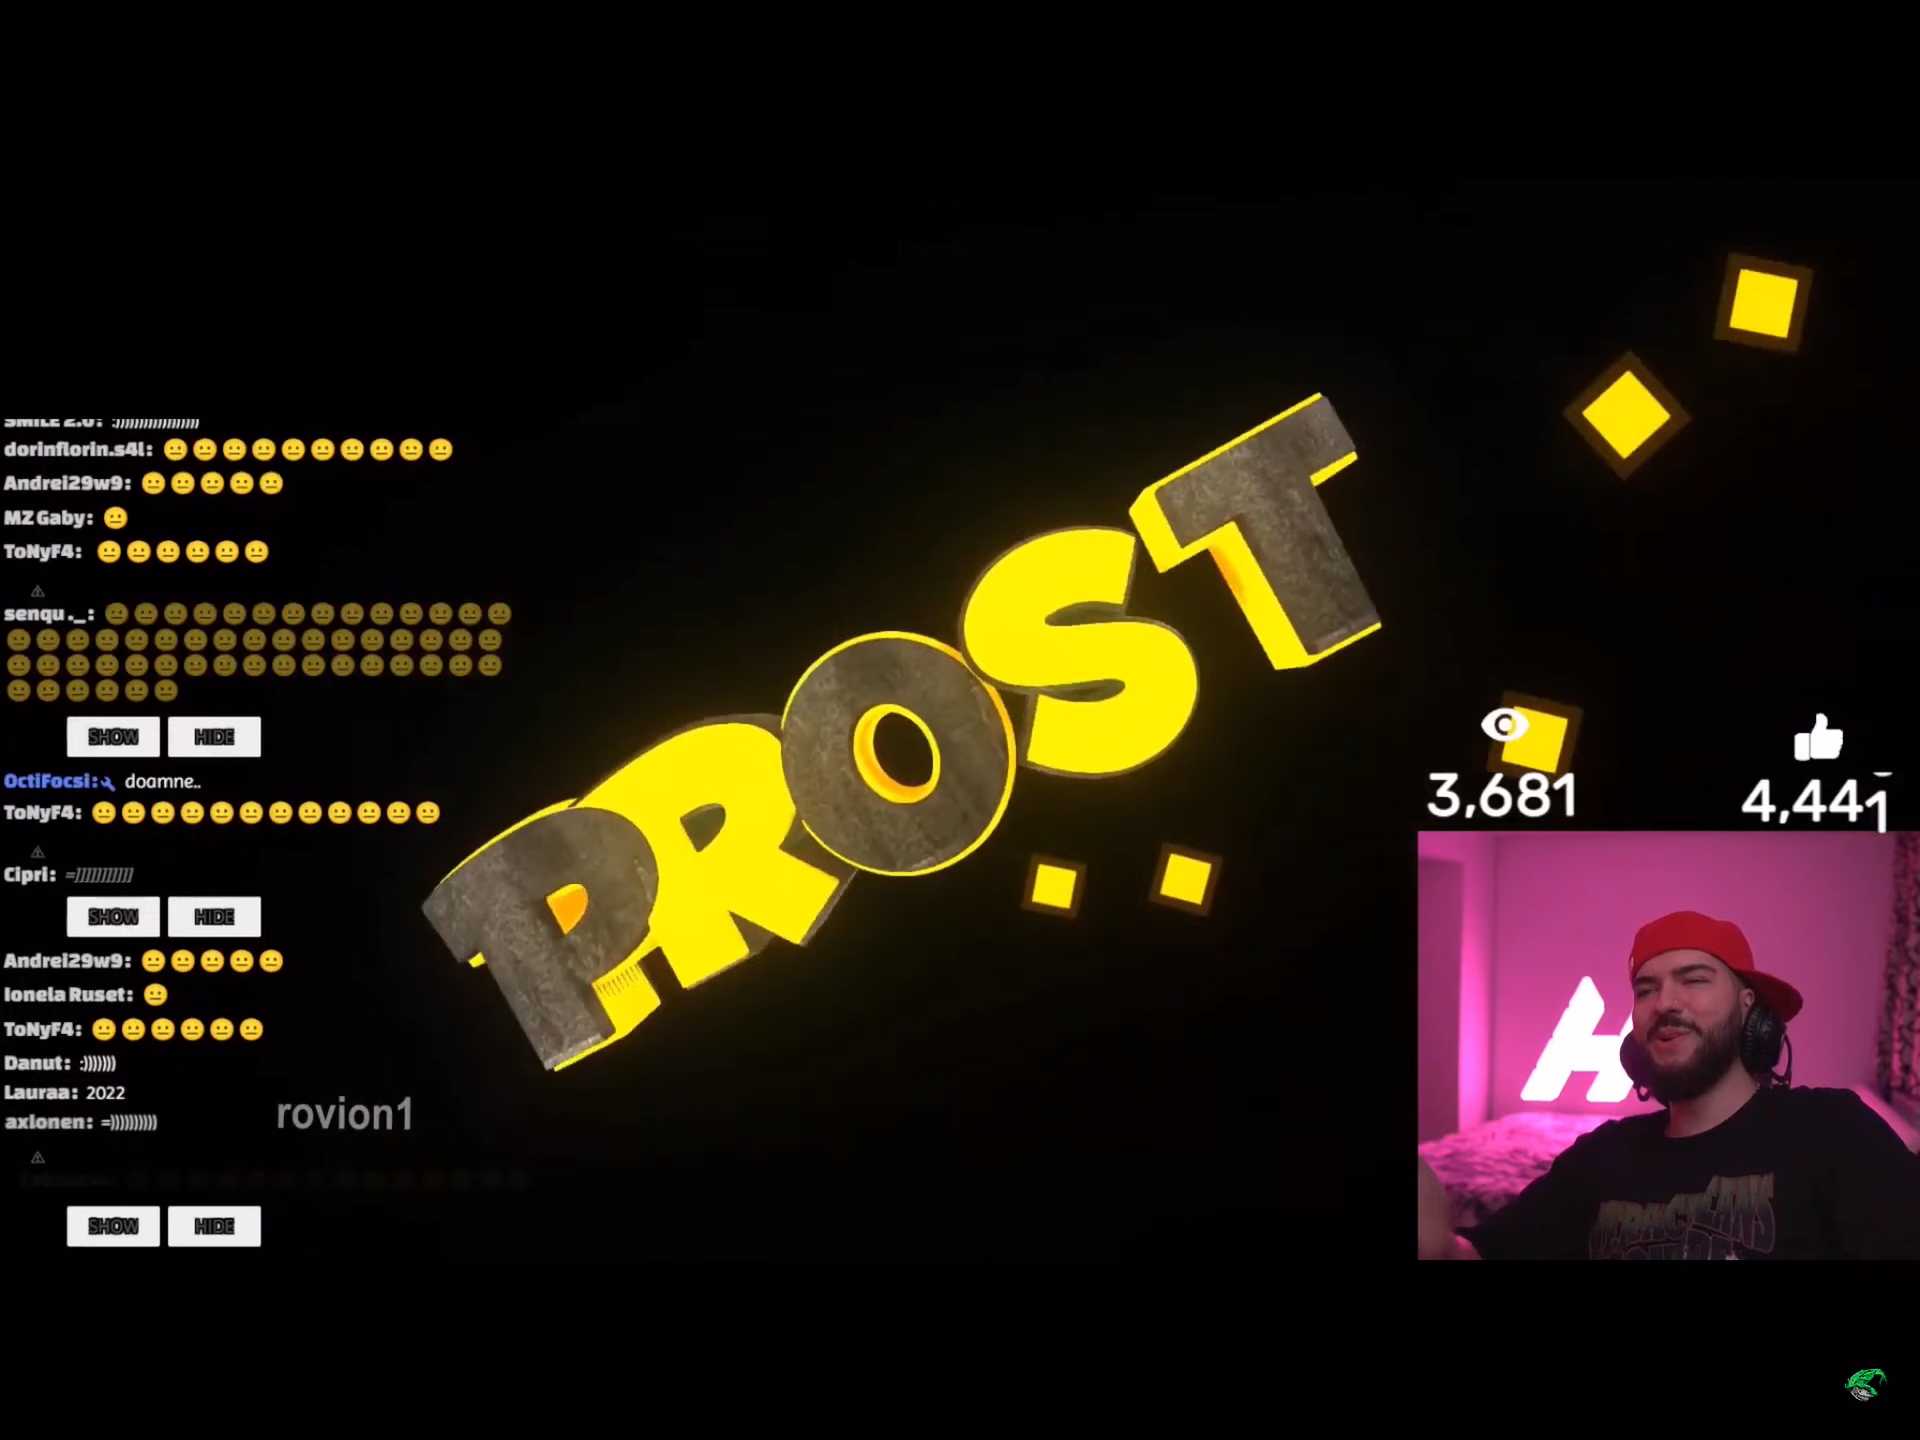 PROST
dorinflorin.s4l: 😐😐😐😐😐😐😐😐😐😐
Andrei29w9: 😐😐😐😐😐
MZ Gaby: 😐
ToNyF4: 😐😐😐😐😐😐
senqu._: 😐😐😐😐😐😐😐😐😐😐😐😐😐😐
😐😐😐😐😐😐😐😐😐😐😐😐😐😐😐😐😐
😐😐😐😐😐😐😐😐😐😐😐😐😐😐😐😐😐
😐😐😐😐😐😐
SHOW HIDE
OctiFocsi: doamne..
ToNyF4: 😐😐😐😐😐😐😐😐😐😐😐😐
Cipri: =]]]]]]]]]]]
SHOW HIDE
Andrei29w9: 😐😐😐😐😐
Ionela Ruset: 😐
ToNyF4: 😐😐😐😐😐😐
Danut: :)))))))
Lauraa: 2022
axionen: =))))))))))
rovion1
SHOW HIDE
3,681
4,441
H